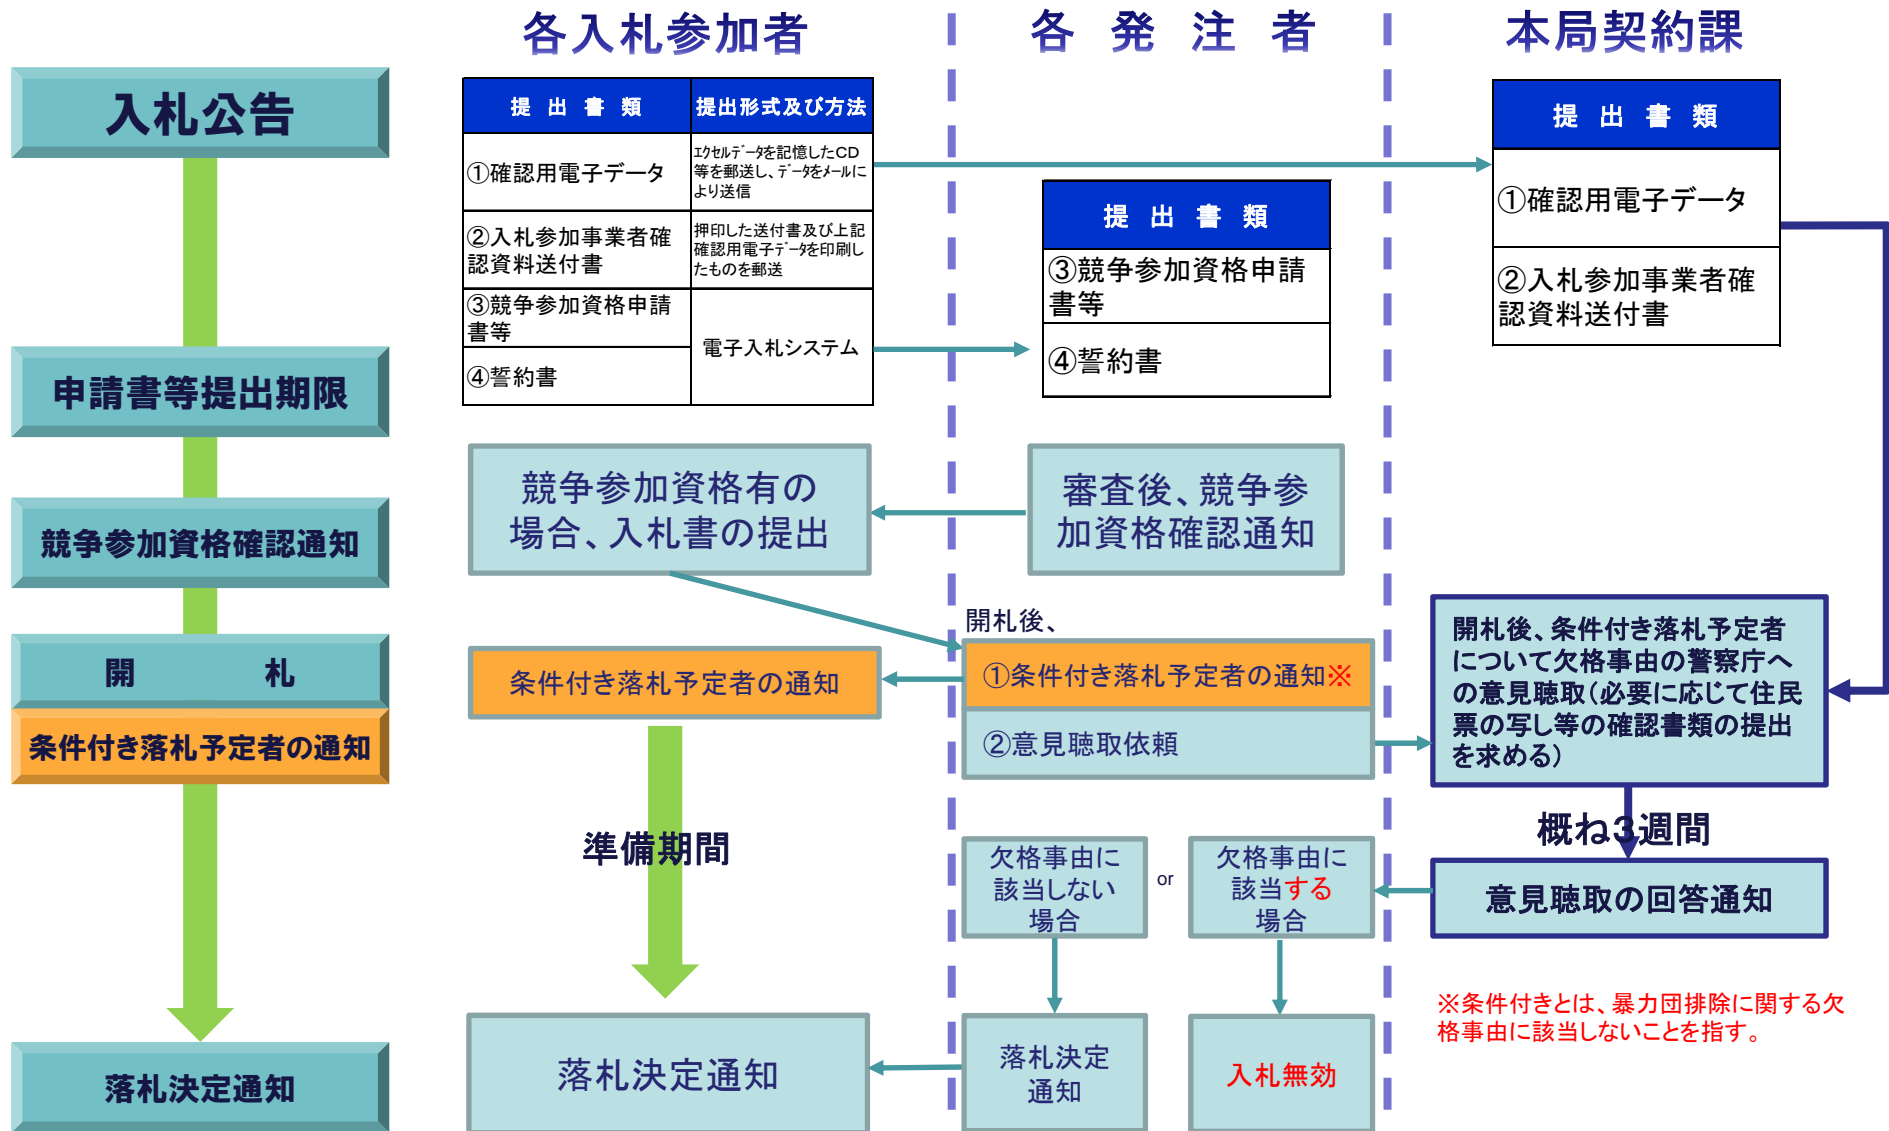 各入札参加者
各　発　注　者
本局契約課
入札公告
申請書等提出期限
競争参加資格確認通知
開　　　　　札
条件付き落札予定者の通知
落札決定通知
提　出　書　類
提出形式及び方法
①確認用電子データ
ｴｸｾﾙﾃﾞｰﾀを記憶したCD
等を郵送し、ﾃﾞｰﾀをﾒｰﾙに
より送信
②入札参加事業者確
認資料送付書
押印した送付書及び上記
確認用電子ﾃﾞｰﾀを印刷し
たものを郵送
③競争参加資格申請
書等
④誓約書
電子入札システム
提　出　書　類
③競争参加資格申請
書等
④誓約書
提　出　書　類
①確認用電子データ
②入札参加事業者確
認資料送付書
競争参加資格有の
場合、入札書の提出
審査後、競争参
加資格確認通知
開札後、
条件付き落札予定者の通知
①条件付き落札予定者の通知※
②意見聴取依頼
開札後、条件付き落札予定者
について欠格事由の警察庁へ
の意見聴取（必要に応じて住民
票の写し等の確認書類の提出
を求める）
準備期間
概ね3週間
欠格事由に
該当しない
場合
or
欠格事由に
該当する
場合
意見聴取の回答通知
落札決定通知
落札決定
通知
入札無効
※条件付きとは、暴力団排除に関する欠
格事由に該当しないことを指す。